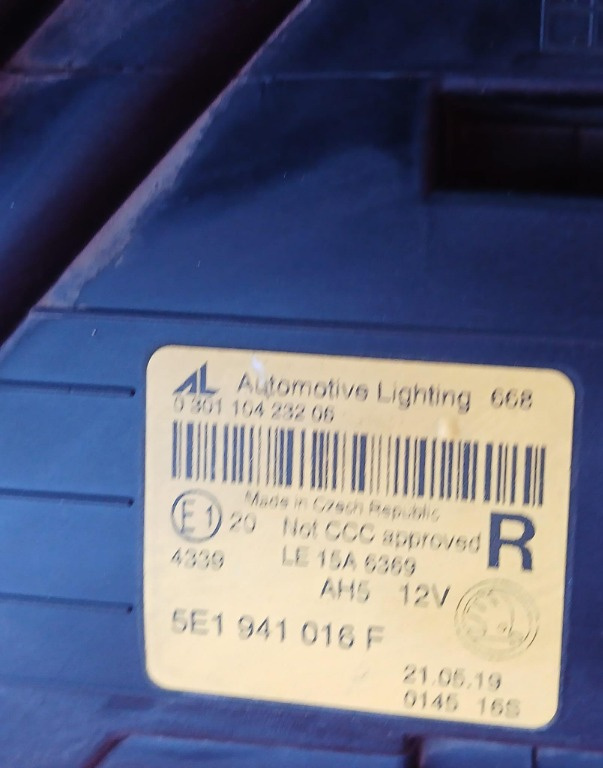 AL Automotive Lighting 668
0 301 104 232 06
Made in Czech Republic
E1 20 Not CCC approved R
4339 LE 15A 6369
AH5 12V
5E1 941 016 F
21.05.19
0145 16S